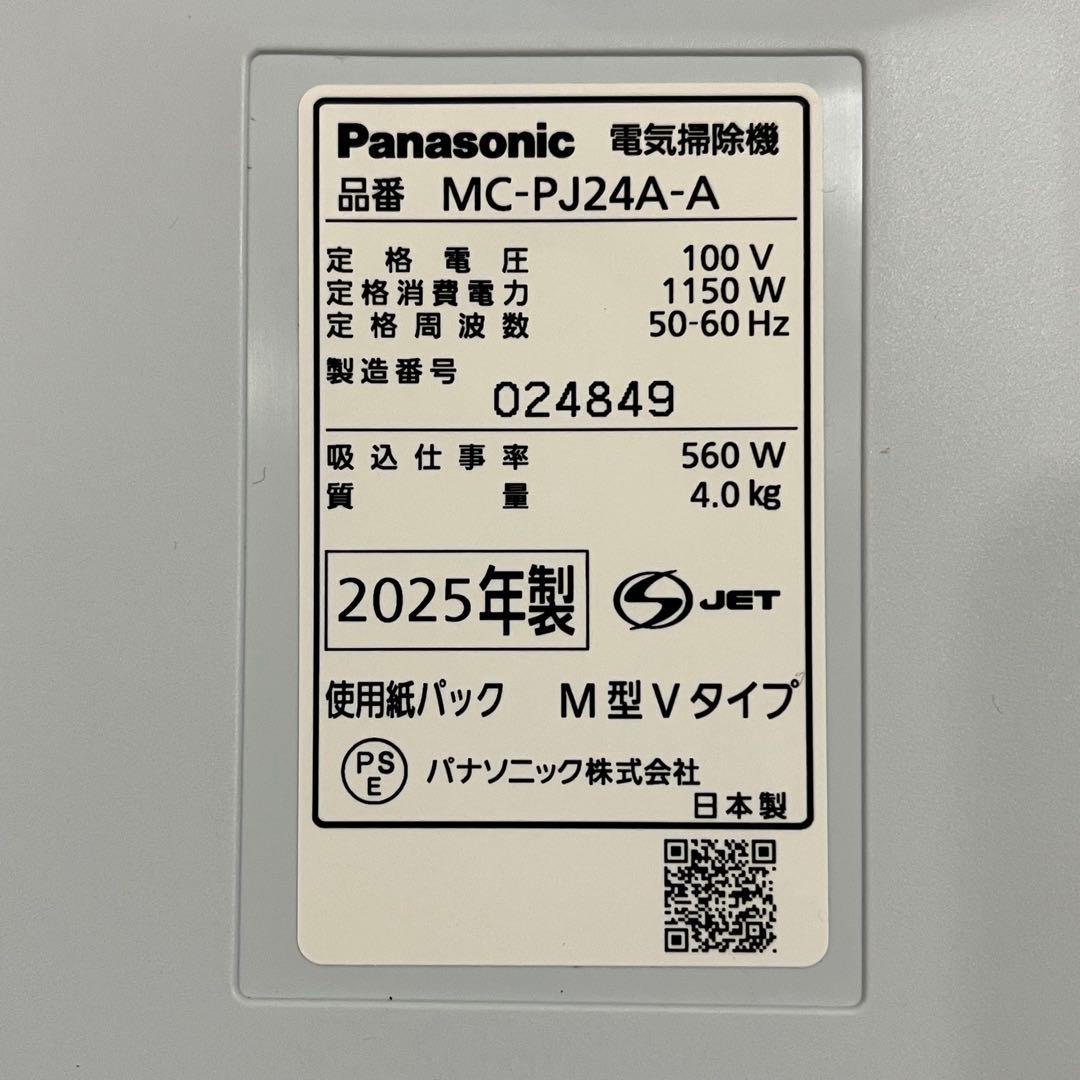 Panasonic 電気掃除機
品番 MC-PJ24A-A
定格電圧 100 V
定格消費電力 1150 W
定格周波数 50-60 Hz
製造番号 024849
吸込仕事率 560 W
質量 4.0 kg
2025年製 JET
使用紙パック M型Vタイプ
PSE パナソニック株式会社
日本製